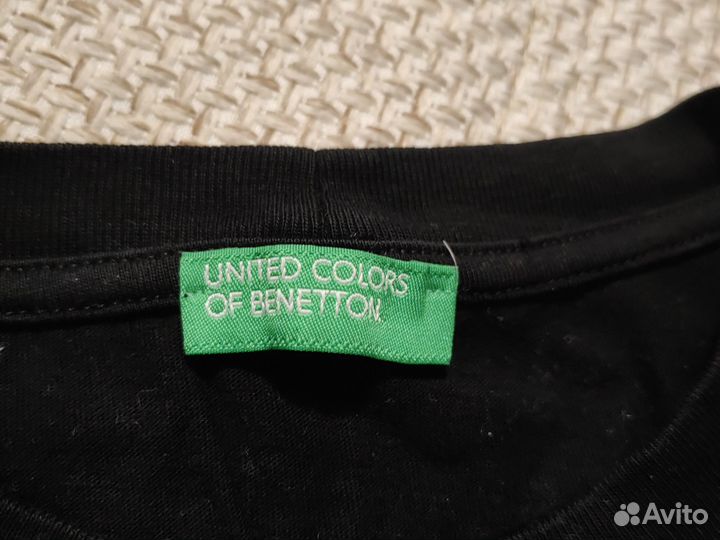 UNITED COLORS
OF BENETTON.
Avito